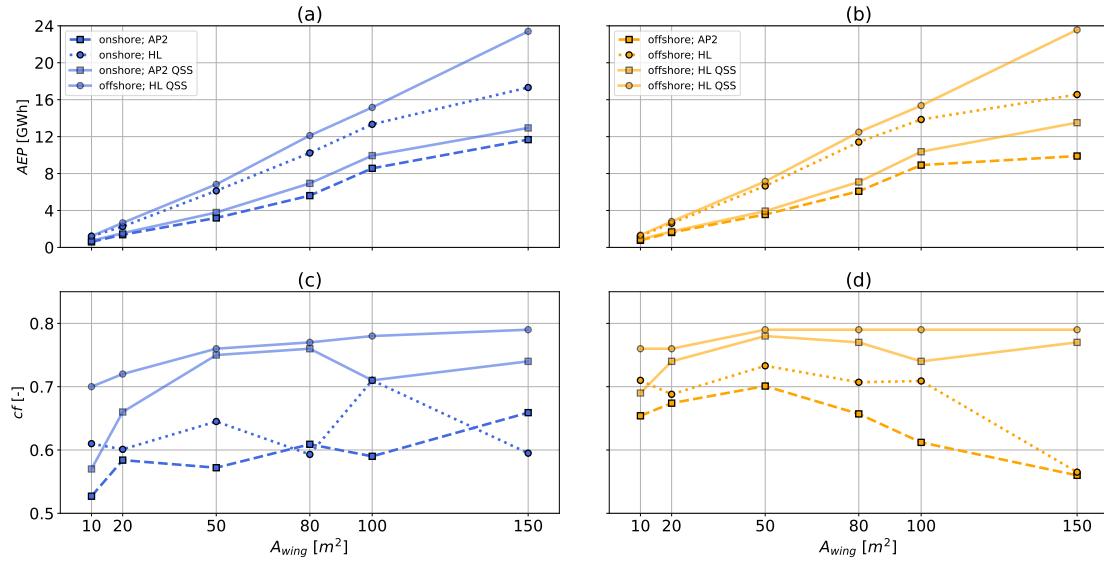 (a)
(b)
24
20
16
12
8
4
0
AEP [GWh]
onshore; AP2
onshore; HL
onshore; AP2 QSS
offshore; HL QSS
offshore; AP2
offshore; HL
offshore; HL QSS
offshore; HL QSS
(c)
(d)
0.8
0.7
0.6
0.5
cf [-]
10 20 50 80 100 150
10 20 50 80 100 150
A_wing [m²]
A_wing [m²]